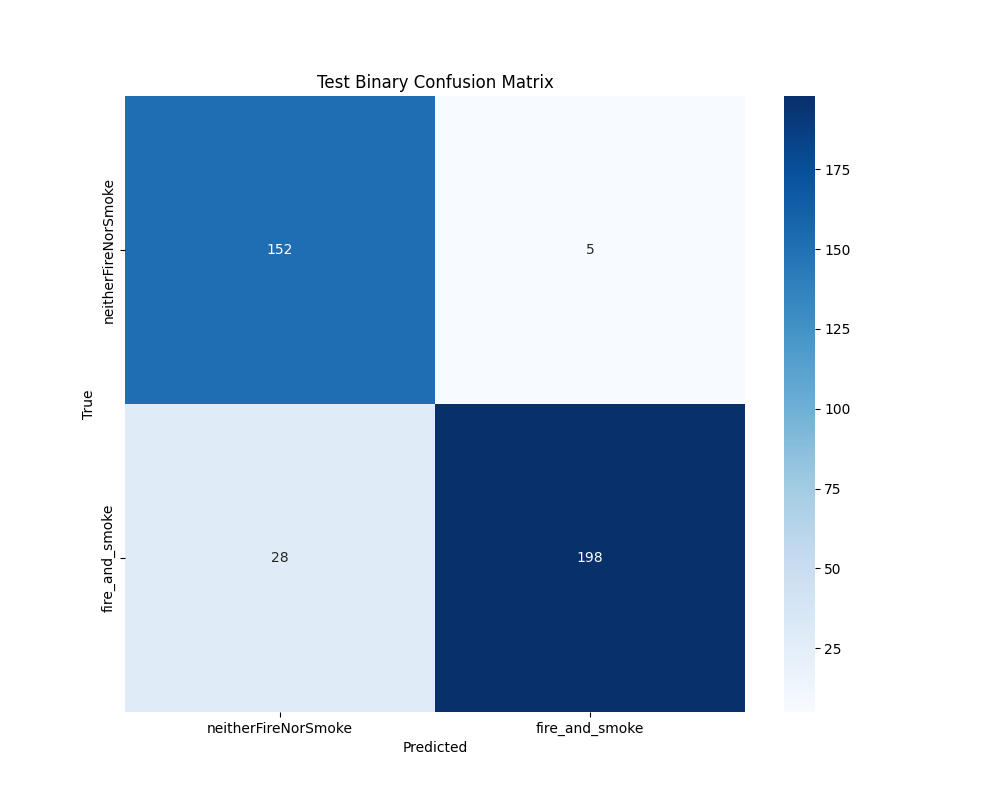 Test Binary Confusion Matrix
neitherFireNorSmoke
fire_and_smoke
True
152
5
28
198
neitherFireNorSmoke
fire_and_smoke
Predicted
175
150
125
100
75
50
25